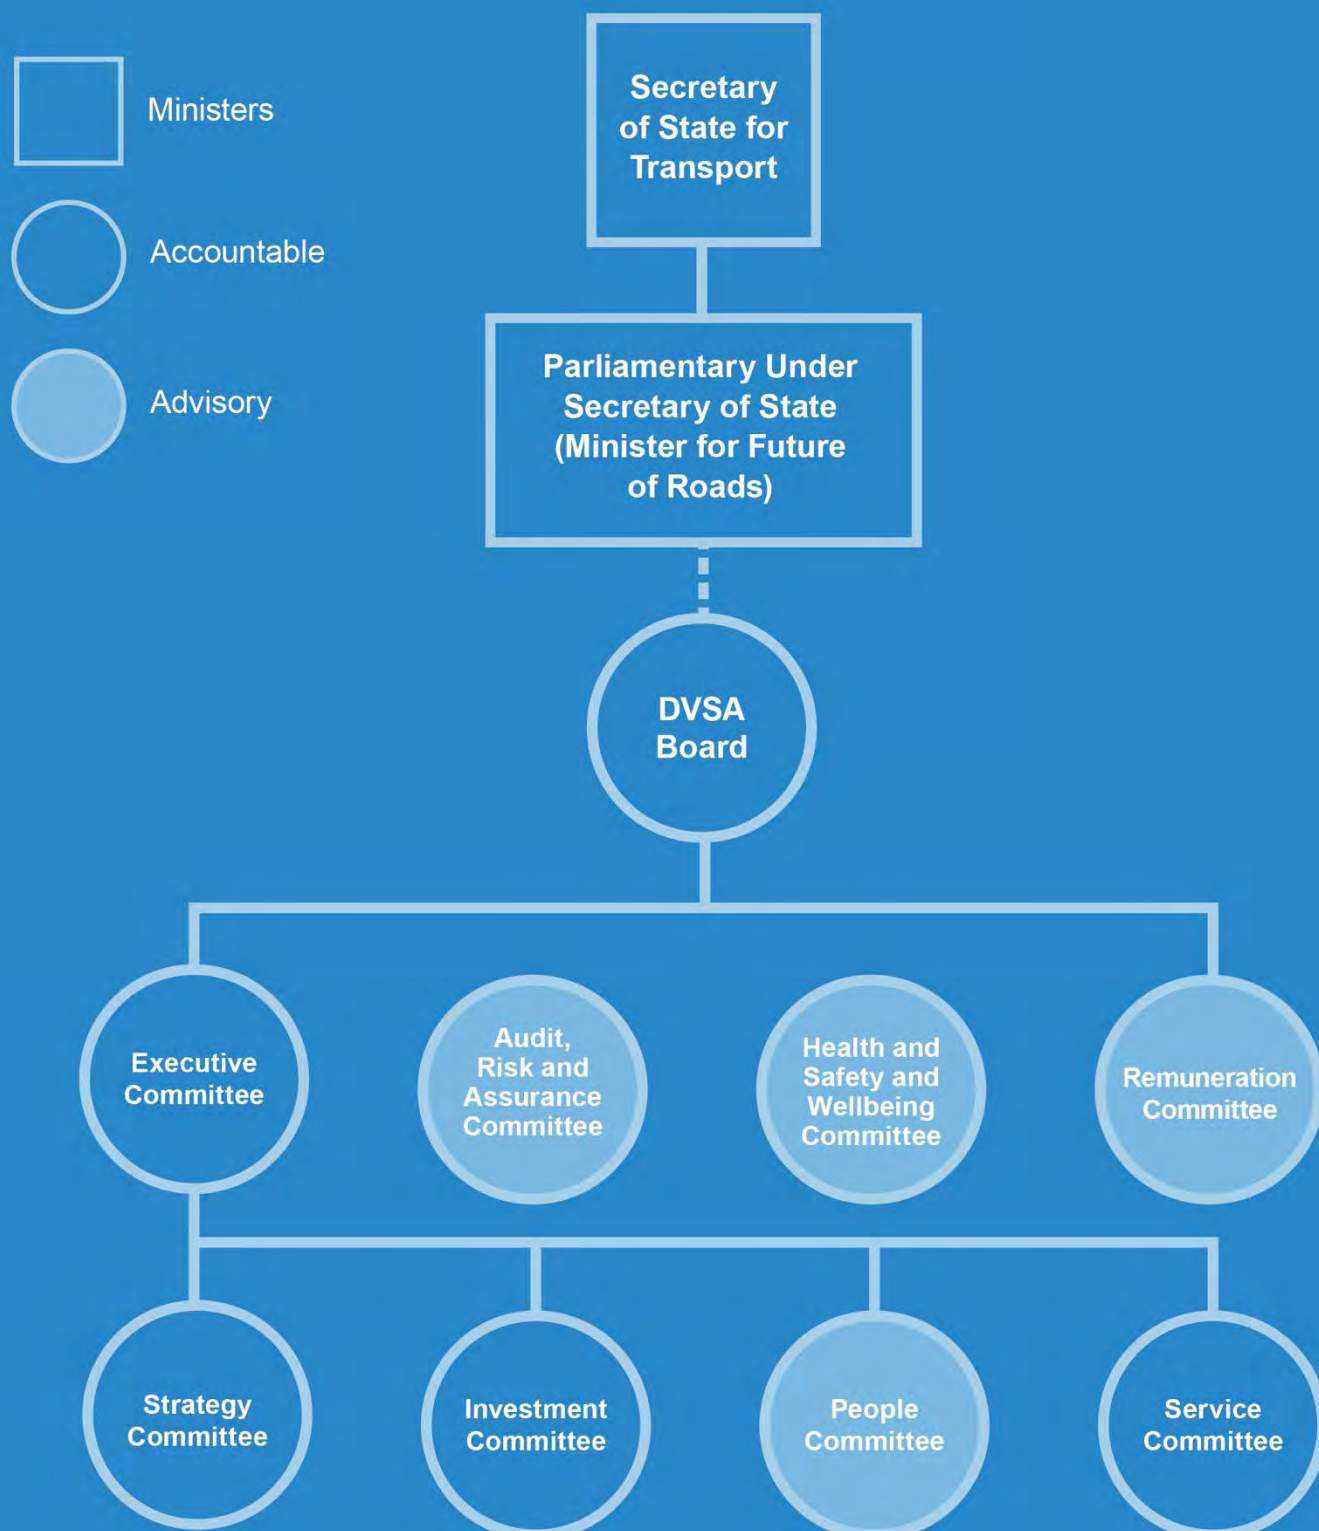 Ministers
Accountable
Advisory
Secretary
of State for
Transport
Parliamentary Under
Secretary of State
(Minister for Future
of Roads)
DVSA
Board
Executive
Committee
Audit,
Risk and
Assurance
Committee
Health and
Safety and
Wellbeing
Committee
Remuneration
Committee
Strategy
Committee
Investment
Committee
People
Committee
Service
Committee